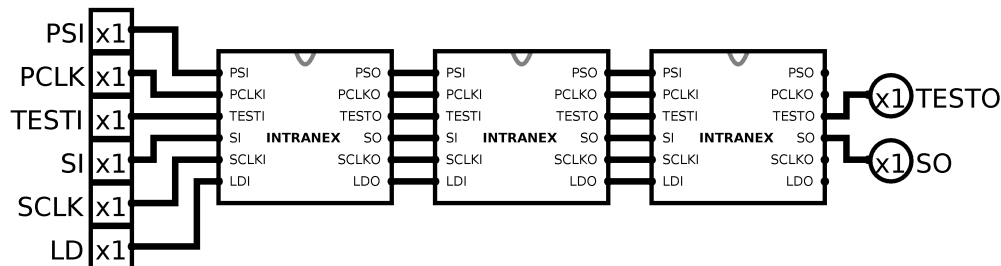 PSI x1
PCLK x1
TESTI x1
SI x1
SCLK x1
LD x1
PSI PSO
PCLKI PCLKO
TESTI TESTO
SI INTRANEX SO
SCLKI SCLKO
LDI LDO
PSI PSO
PCLKI PCLKO
TESTI TESTO
SI INTRANEX SO
SCLKI SCLKO
LDI LDO
PSI PSO
PCLKI PCLKO
TESTI TESTO
SI INTRANEX SO
SCLKI SCLKO
LDI LDO
x1 TESTO
x1 SO